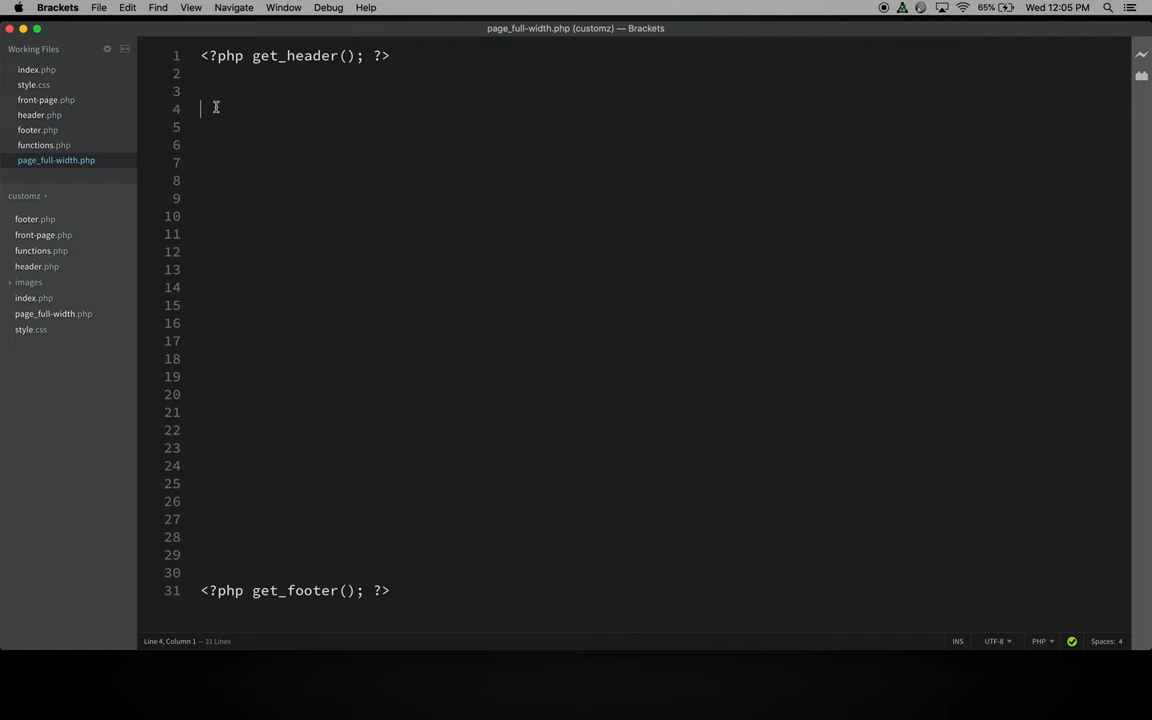 Brackets File Edit Find View Navigate Window Debug Help 65% Wed 12:05 PM
page_full-width.php (customz) — Brackets
Working Files
index.php
style.css
front-page.php
header.php
footer.php
functions.php
page_full-width.php
customz
footer.php
front-page.php
functions.php
header.php
images
index.php
page_full-width.php
style.css
1 <?php get_header(); ?>
2
3
4
5
6
7
8
9
10
11
12
13
14
15
16
17
18
19
20
21
22
23
24
25
26
27
28
29
30
31 <?php get_footer(); ?>
Line 4, Column 1 — 31 Lines INS UTF-8 PHP Spaces: 4